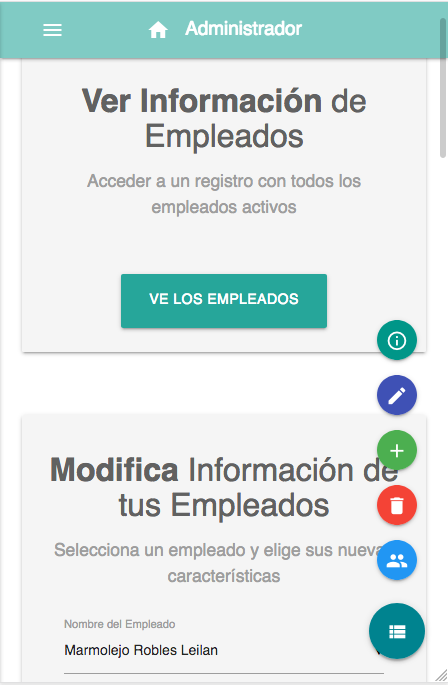 Administrador
Ver Información de
Empleados
Acceder a un registro con todos los
empleados activos
VE LOS EMPLEADOS
Modifica Información de
tus Empleados
Selecciona un empleado y elige sus nueva
características
Nombre del Empleado
Marmolejo Robles Leilan